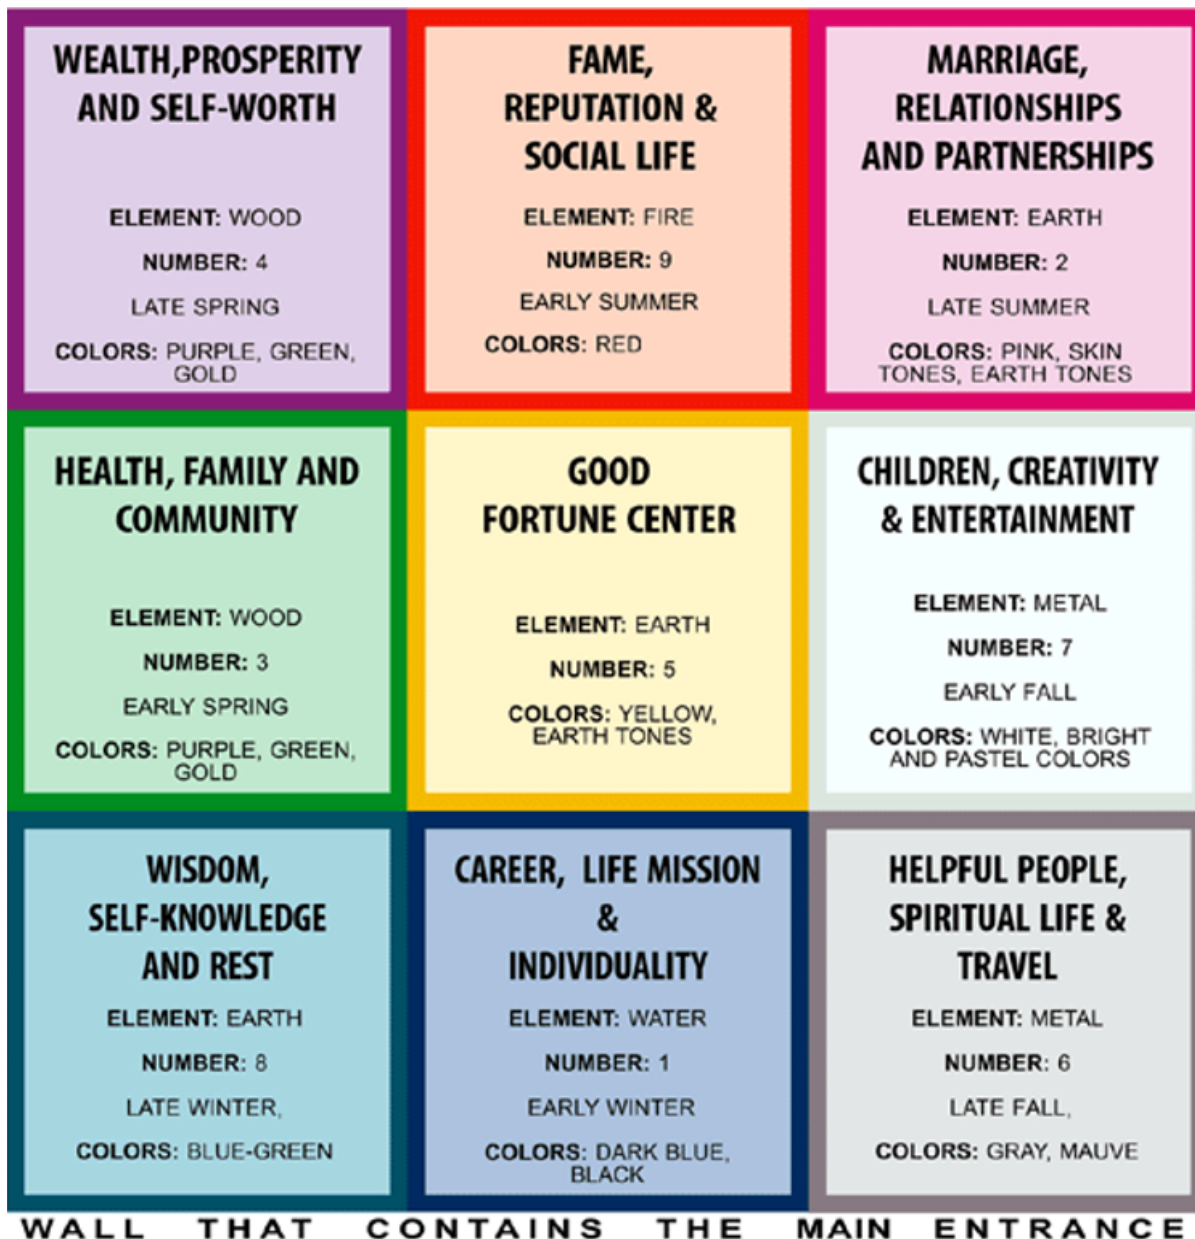 WEALTH,PROSPERITY
AND SELF-WORTH
ELEMENT: WOOD
NUMBER: 4
LATE SPRING
COLORS: PURPLE, GREEN,
GOLD
FAME,
REPUTATION &
SOCIAL LIFE
ELEMENT: FIRE
NUMBER: 9
EARLY SUMMER
COLORS: RED
MARRIAGE,
RELATIONSHIPS
AND PARTNERSHIPS
ELEMENT: EARTH
NUMBER: 2
LATE SUMMER
COLORS: PINK, SKIN
TONES, EARTH TONES
HEALTH, FAMILY AND
COMMUNITY
ELEMENT: WOOD
NUMBER: 3
EARLY SPRING
COLORS: PURPLE, GREEN,
GOLD
GOOD
FORTUNE CENTER
ELEMENT: EARTH
NUMBER: 5
COLORS: YELLOW,
EARTH TONES
CHILDREN, CREATIVITY
& ENTERTAINMENT
ELEMENT: METAL
NUMBER: 7
EARLY FALL
COLORS: WHITE, BRIGHT
AND PASTEL COLORS
WISDOM,
SELF-KNOWLEDGE
AND REST
ELEMENT: EARTH
NUMBER: 8
LATE WINTER,
COLORS: BLUE-GREEN
CAREER, LIFE MISSION
&
INDIVIDUALITY
ELEMENT: WATER
NUMBER: 1
EARLY WINTER
COLORS: DARK BLUE,
BLACK
HELPFUL PEOPLE,
SPIRITUAL LIFE &
TRAVEL
ELEMENT: METAL
NUMBER: 6
LATE FALL,
COLORS: GRAY, MAUVE
WALL THAT CONTAINS THE MAIN ENTRANCE